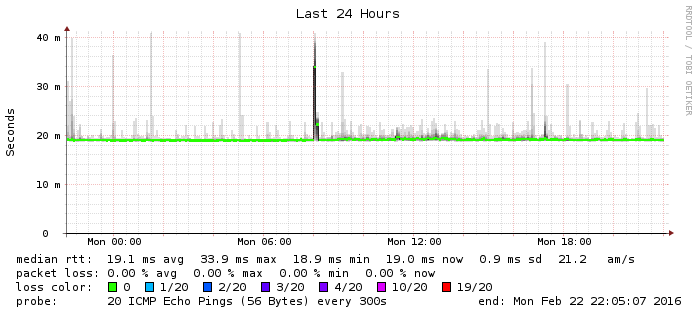 Last 24 Hours
RRDTOOL / TOBI OETIKER
Seconds
40 m
30 m
20 m
10 m
0
Mon 00:00 Mon 06:00 Mon 12:00 Mon 18:00
median rtt: 19.1 ms avg 33.9 ms max 18.9 ms min 19.0 ms now 0.9 ms sd 21.2 am/s
packet loss: 0.00 % avg 0.00 % max 0.00 % min 0.00 % now
loss color: 0 1/20 2/20 3/20 4/20 10/20 19/20
probe: 20 ICMP Echo Pings (56 Bytes) every 300s end: Mon Feb 22 22:05:07 2016